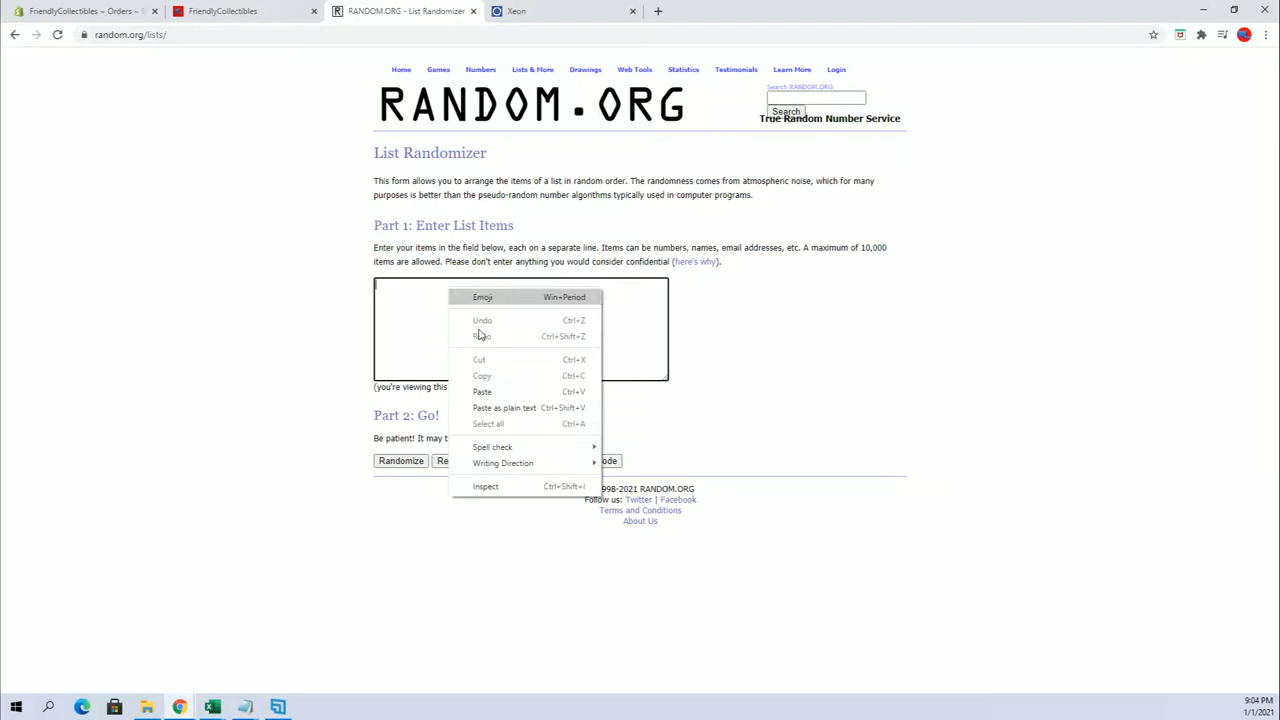 FriendlyCollectibles ~ Orders ~ S
FriendlyCollectibles
RANDOM.ORG - List Randomizer
Xeon
random.org/lists/
Home Games Numbers Lists & More Drawings Web Tools Statistics Testimonials Learn More Login
RANDOM.ORG
Search RANDOM.ORG
Search
True Random Number Service
List Randomizer
This form allows you to arrange the items of a list in random order. The randomness comes from atmospheric noise, which for many
purposes is better than the pseudo-random number algorithms typically used in computer programs.
Part 1: Enter List Items
Enter your items in the field below, each on a separate line. Items can be numbers, names, email addresses, etc. A maximum of 10,000
items are allowed. Please don't enter anything you would consider confidential (here's why).
Emoji Win+Period
Undo Ctrl+Z
Redo Ctrl+Shift+Z
Cut Ctrl+X
Copy Ctrl+C
Paste Ctrl+V
Paste as plain text Ctrl+Shift+V
Select all Ctrl+A
Spell check
Writing Direction
Inspect Ctrl+Shift+I
(you're viewing this
Part 2: Go!
Be patient! It may t
Randomize Re ode
998-2021 RANDOM.ORG
Follow us: Twitter | Facebook
Terms and Conditions
About Us
9:04 PM
1/1/2021